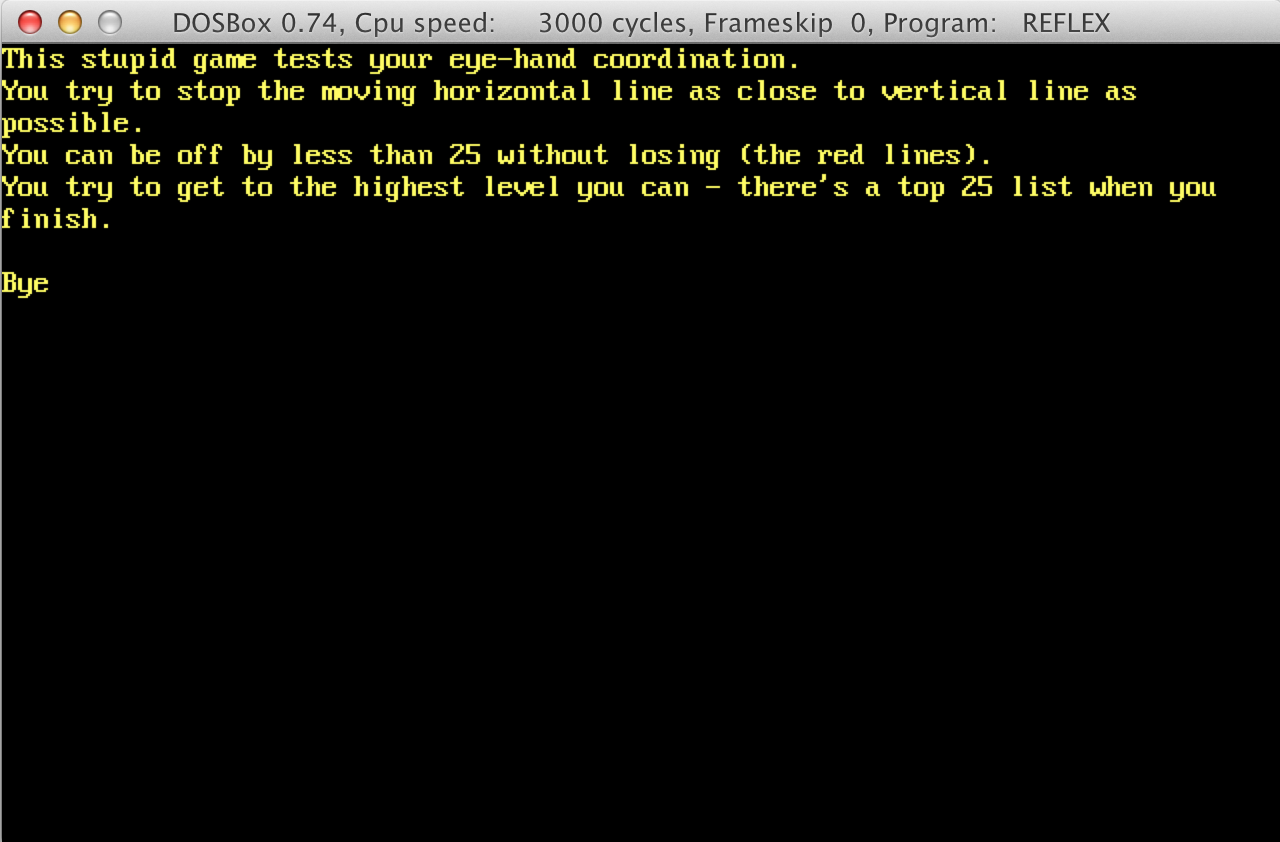 DOSBox 0.74, Cpu speed: 3000 cycles, Frameskip 0, Program: REFLEX
This stupid game tests your eye-hand coordination.
You try to stop the moving horizontal line as close to vertical line as
possible.
You can be off by less than 25 without losing (the red lines).
You try to get to the highest level you can - there's a top 25 list when you
finish.
Bye